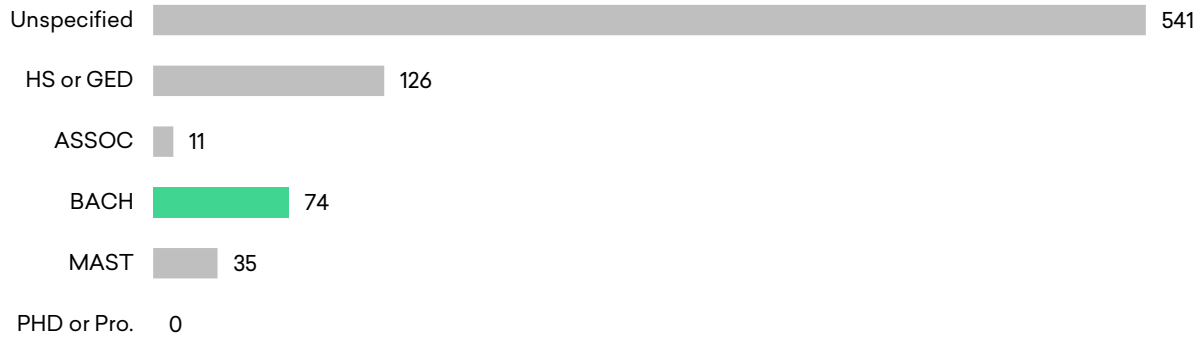 Unspecified 541
HS or GED 126
ASSOC 11
BACH 74
MAST 35
PHD or Pro. 0